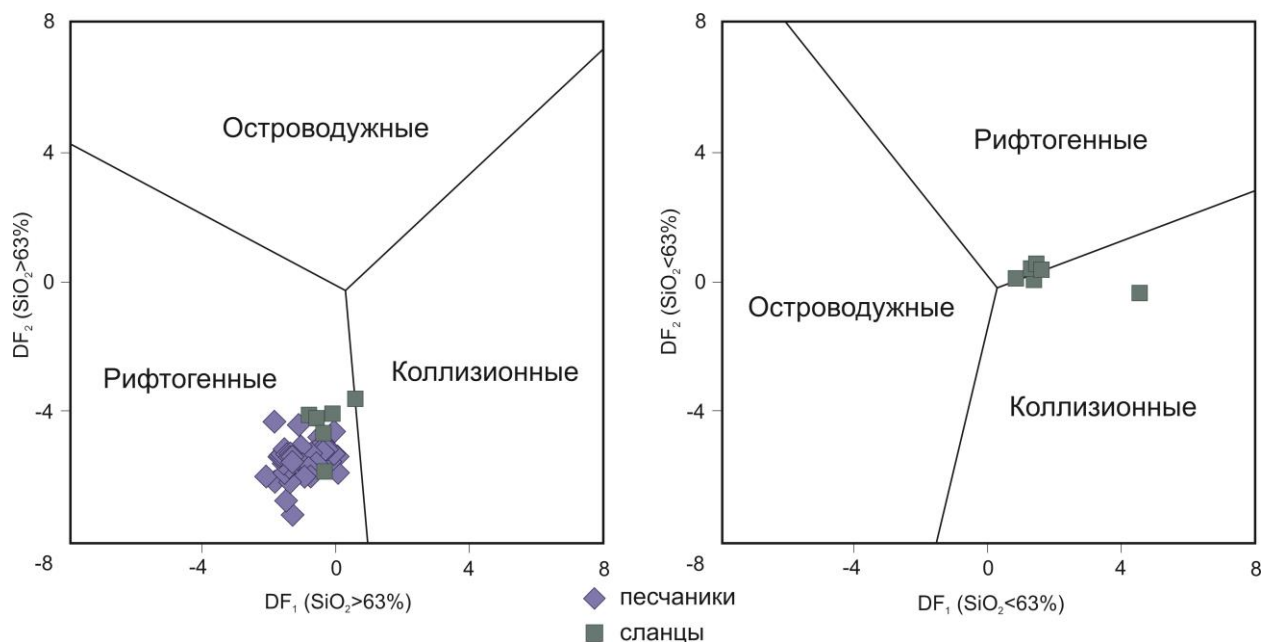 8
4
0
-4
-8
-4
0
4
8
DF₂ (SiO₂>63%)
DF₁ (SiO₂>63%)
Островодужные
Рифтогенные
Коллизионные
8
4
0
-4
-8
-4
0
4
8
DF₂ (SiO₂<63%)
DF₁ (SiO₂<63%)
Рифтогенные
Островодужные
Коллизионные
песчаники
сланцы